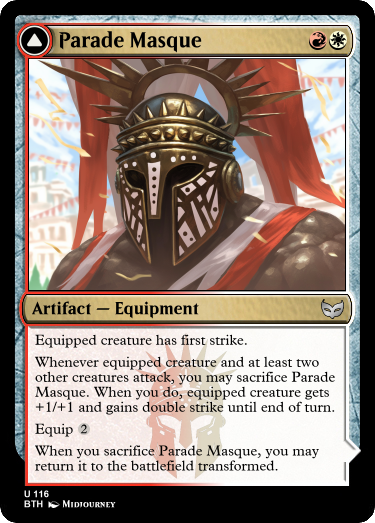 Parade Masque
Artifact — Equipment
Equipped creature has first strike.
Whenever equipped creature and at least two
other creatures attack, you may sacrifice Parade
Masque. When you do, equipped creature gets
+1/+1 and gains double strike until end of turn.
Equip 2
When you sacrifice Parade Masque, you may
return it to the battlefield transformed.
U 116
BTH Midjourney